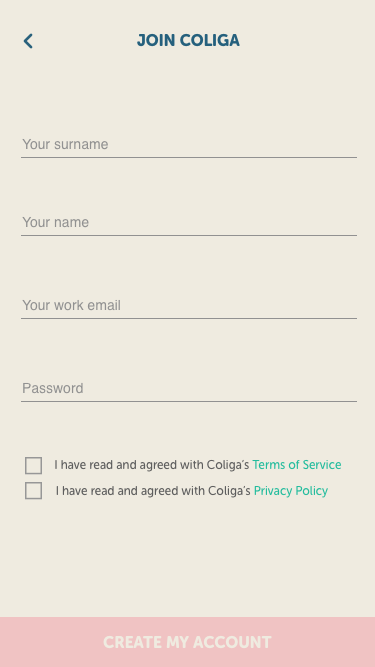 JOIN COLIGA
Your surname
Your name
Your work email
Password
I have read and agreed with Coliga's Terms of Service
I have read and agreed with Coliga's Privacy Policy
CREATE MY ACCOUNT